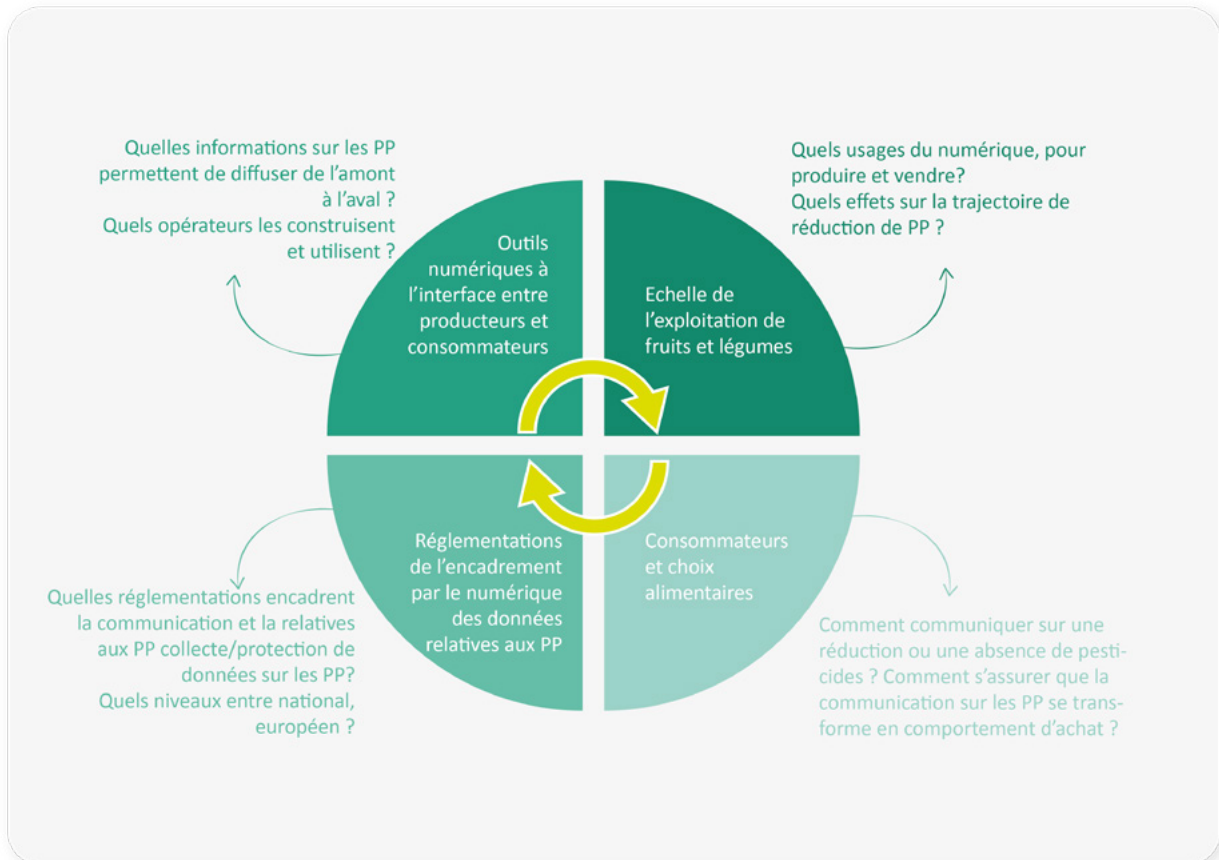 Quelles informations sur les PP
permettent de diffuser de l’amont
à l’aval ?
Quels opérateurs les construisent
et utilisent ?
Outils
numériques à
l’interface entre
producteurs et
consommateurs
Quels usages du numérique, pour
produire et vendre?
Quels effets sur la trajectoire de
réduction de PP ?
Echelle de
l’exploitation de
fruits et légumes
Réglementations
de l’encadrement
par le numérique
des données
relatives aux PP
Quelles réglementations encadrent
la communication et la relatives
aux PP collecte/protection de
données sur les PP?
Quels niveaux entre national,
européen ?
Consommateurs
et choix
alimentaires
Comment communiquer sur une
réduction ou une absence de pesti-
cides ? Comment s’assurer que la
communication sur les PP se trans-
forme en comportement d’achat ?